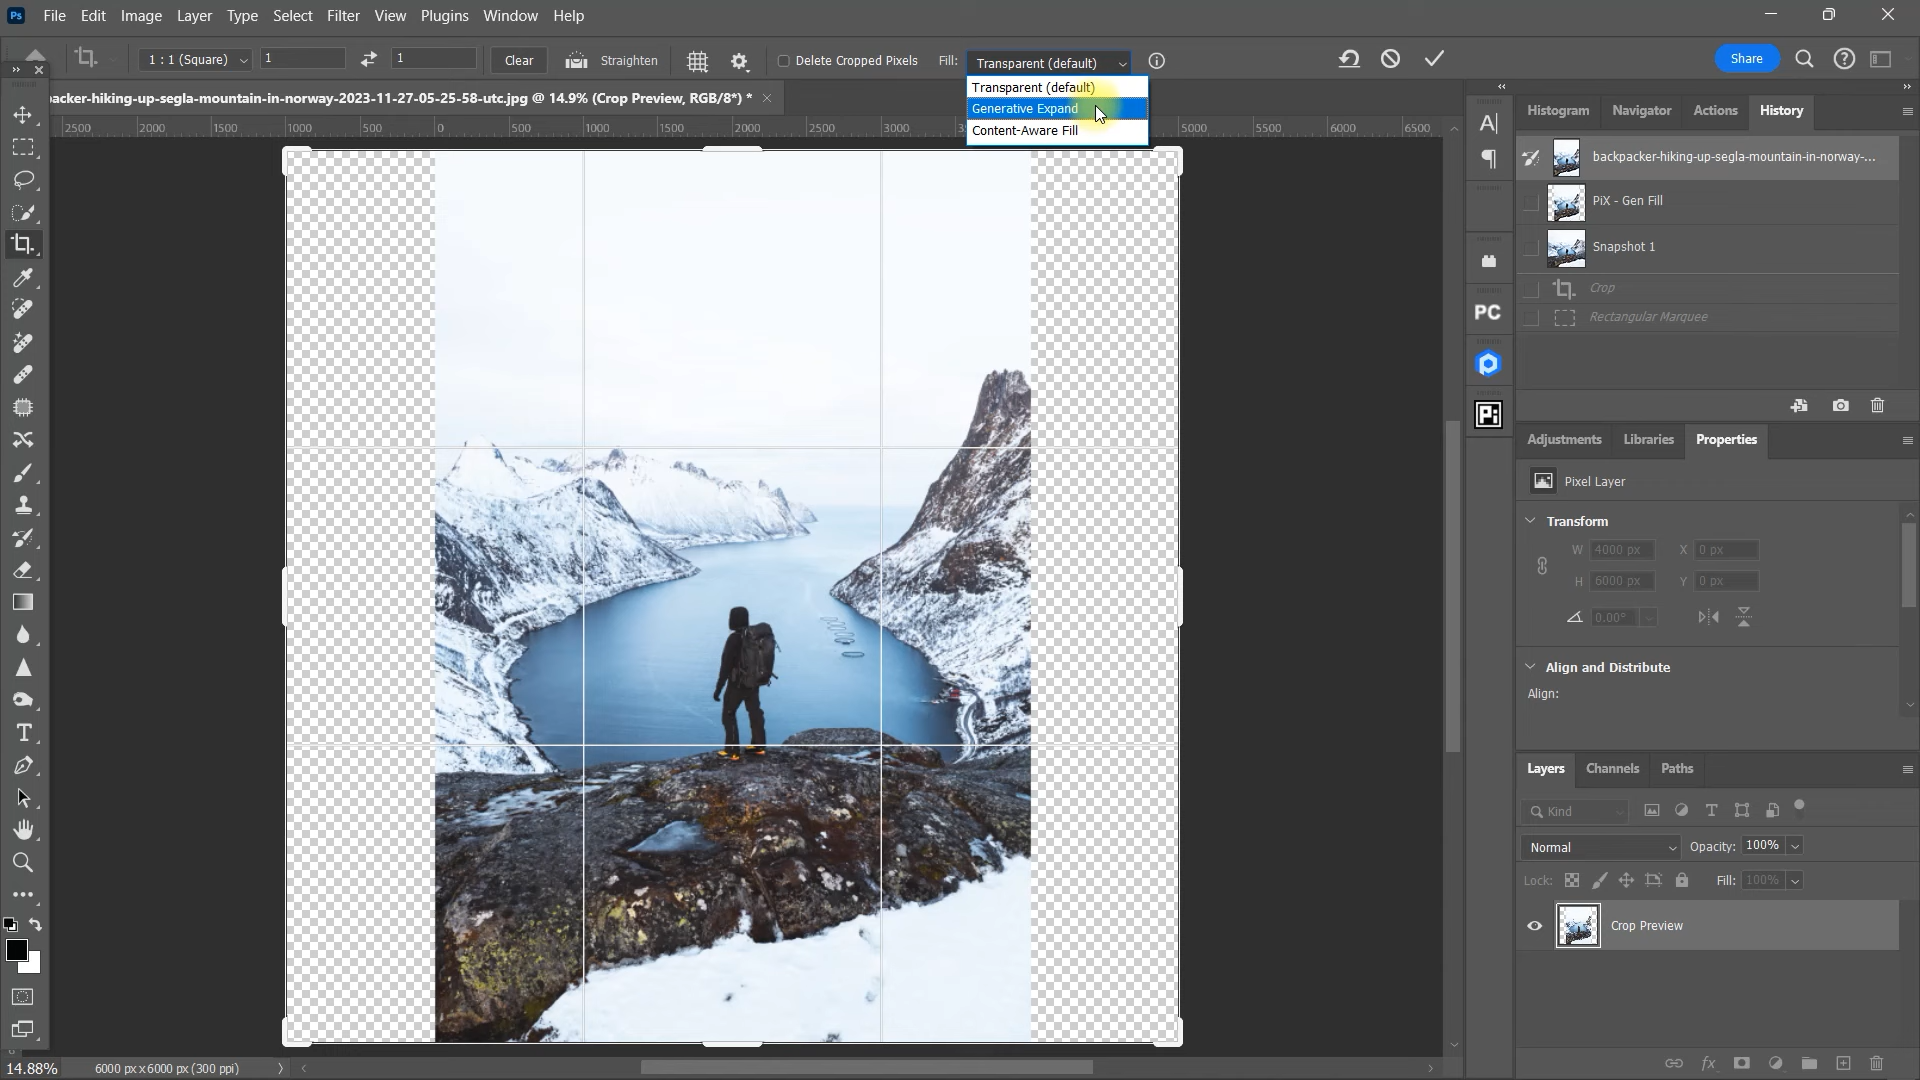 Ps File Edit Image Layer Type Select Filter View Plugins Window Help
1 : 1 (Square) 1 1 Clear Straighten Delete Cropped Pixels Fill: Transparent (default) Share
Transparent (default)
Generative Expand
Content-Aware Fill
backer-hiking-up-segla-mountain-in-norway-2023-11-27-05-25-58-utc.jpg @ 14.9% (Crop Preview, RGB/8*) *
2500 2000 1500 1000 500 0 500 1000 1500 2000 2500 3000 5000 5500 6000 6500
Histogram Navigator Actions History
backpacker-hiking-up-segla-mountain-in-norway-...
PiX - Gen Fill
Snapshot 1
Crop
Rectangular Marquee
PC
Pi
Adjustments Libraries Properties
Pixel Layer
Transform
W 4000 px X 0 px
H 6000 px Y 0 px
0.00°
Align and Distribute
Align:
Layers Channels Paths
Kind
Normal Opacity: 100%
Lock: Fill: 100%
Crop Preview
14.88% 6000 px x 6000 px (300 ppi)